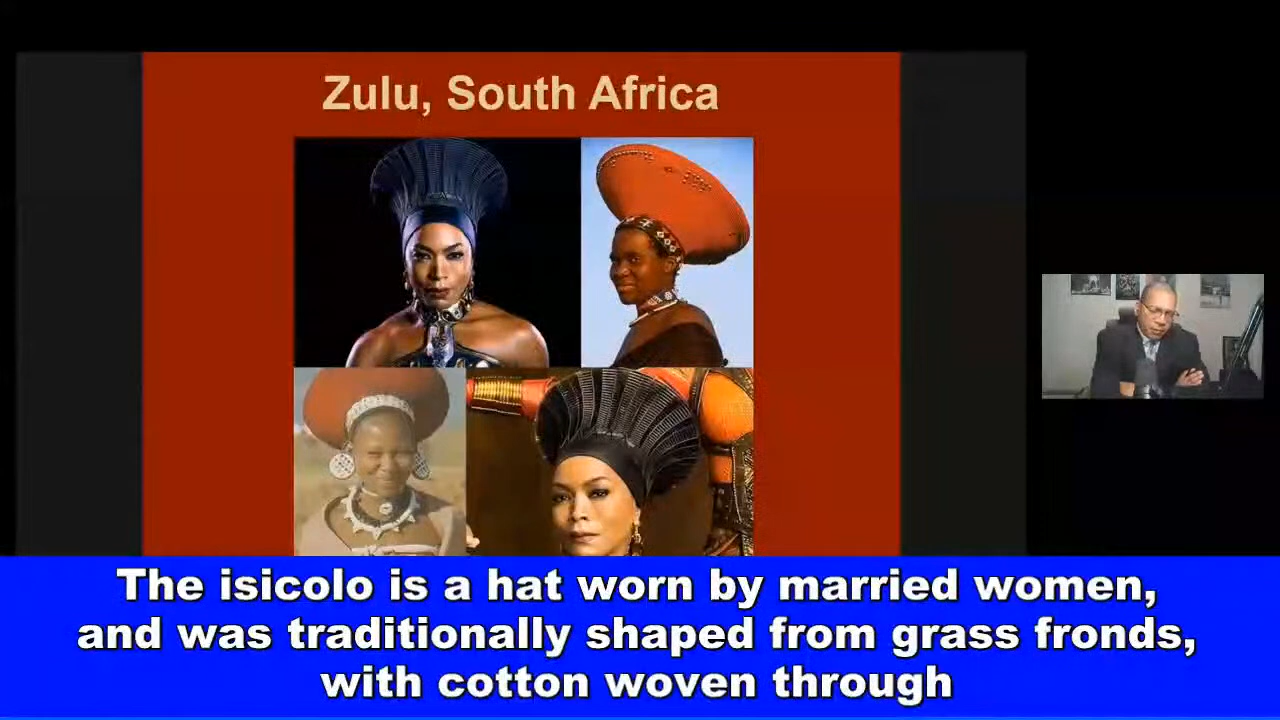 Zulu, South Africa
The isicolo is a hat worn by married women,
and was traditionally shaped from grass fronds,
with cotton woven through